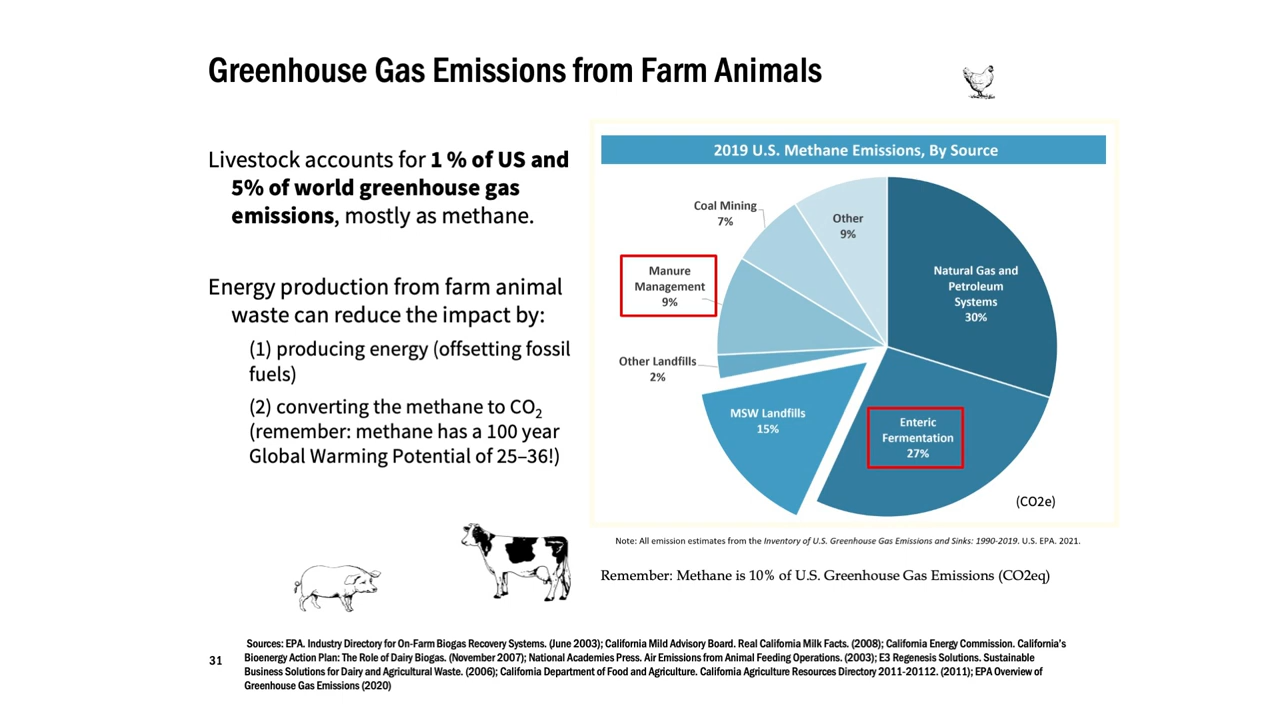 Greenhouse Gas Emissions from Farm Animals
Livestock accounts for 1 % of US and
5% of world greenhouse gas
emissions, mostly as methane.
Energy production from farm animal
waste can reduce the impact by:
(1) producing energy (offsetting fossil
fuels)
(2) converting the methane to CO₂
(remember: methane has a 100 year
Global Warming Potential of 25–36!)
2019 U.S. Methane Emissions, By Source
Coal Mining
7%
Other
9%
Manure
Management
9%
Natural Gas and
Petroleum
Systems
30%
Other Landfills
2%
MSW Landfills
15%
Enteric
Fermentation
27%
(CO2e)
Note: All emission estimates from the Inventory of U.S. Greenhouse Gas Emissions and Sinks: 1990-2019. U.S. EPA. 2021.
Remember: Methane is 10% of U.S. Greenhouse Gas Emissions (CO2eq)
Sources: EPA. Industry Directory for On-Farm Biogas Recovery Systems. (June 2003); California Mild Advisory Board. Real California Milk Facts. (2008); California Energy Commission. California's
Bioenergy Action Plan: The Role of Dairy Biogas. (November 2007); National Academies Press. Air Emissions from Animal Feeding Operations. (2003); E3 Regenesis Solutions. Sustainable
Business Solutions for Dairy and Agricultural Waste. (2006); California Department of Food and Agriculture. California Agriculture Resources Directory 2011-20112. (2011); EPA Overview of
Greenhouse Gas Emissions (2020)
31